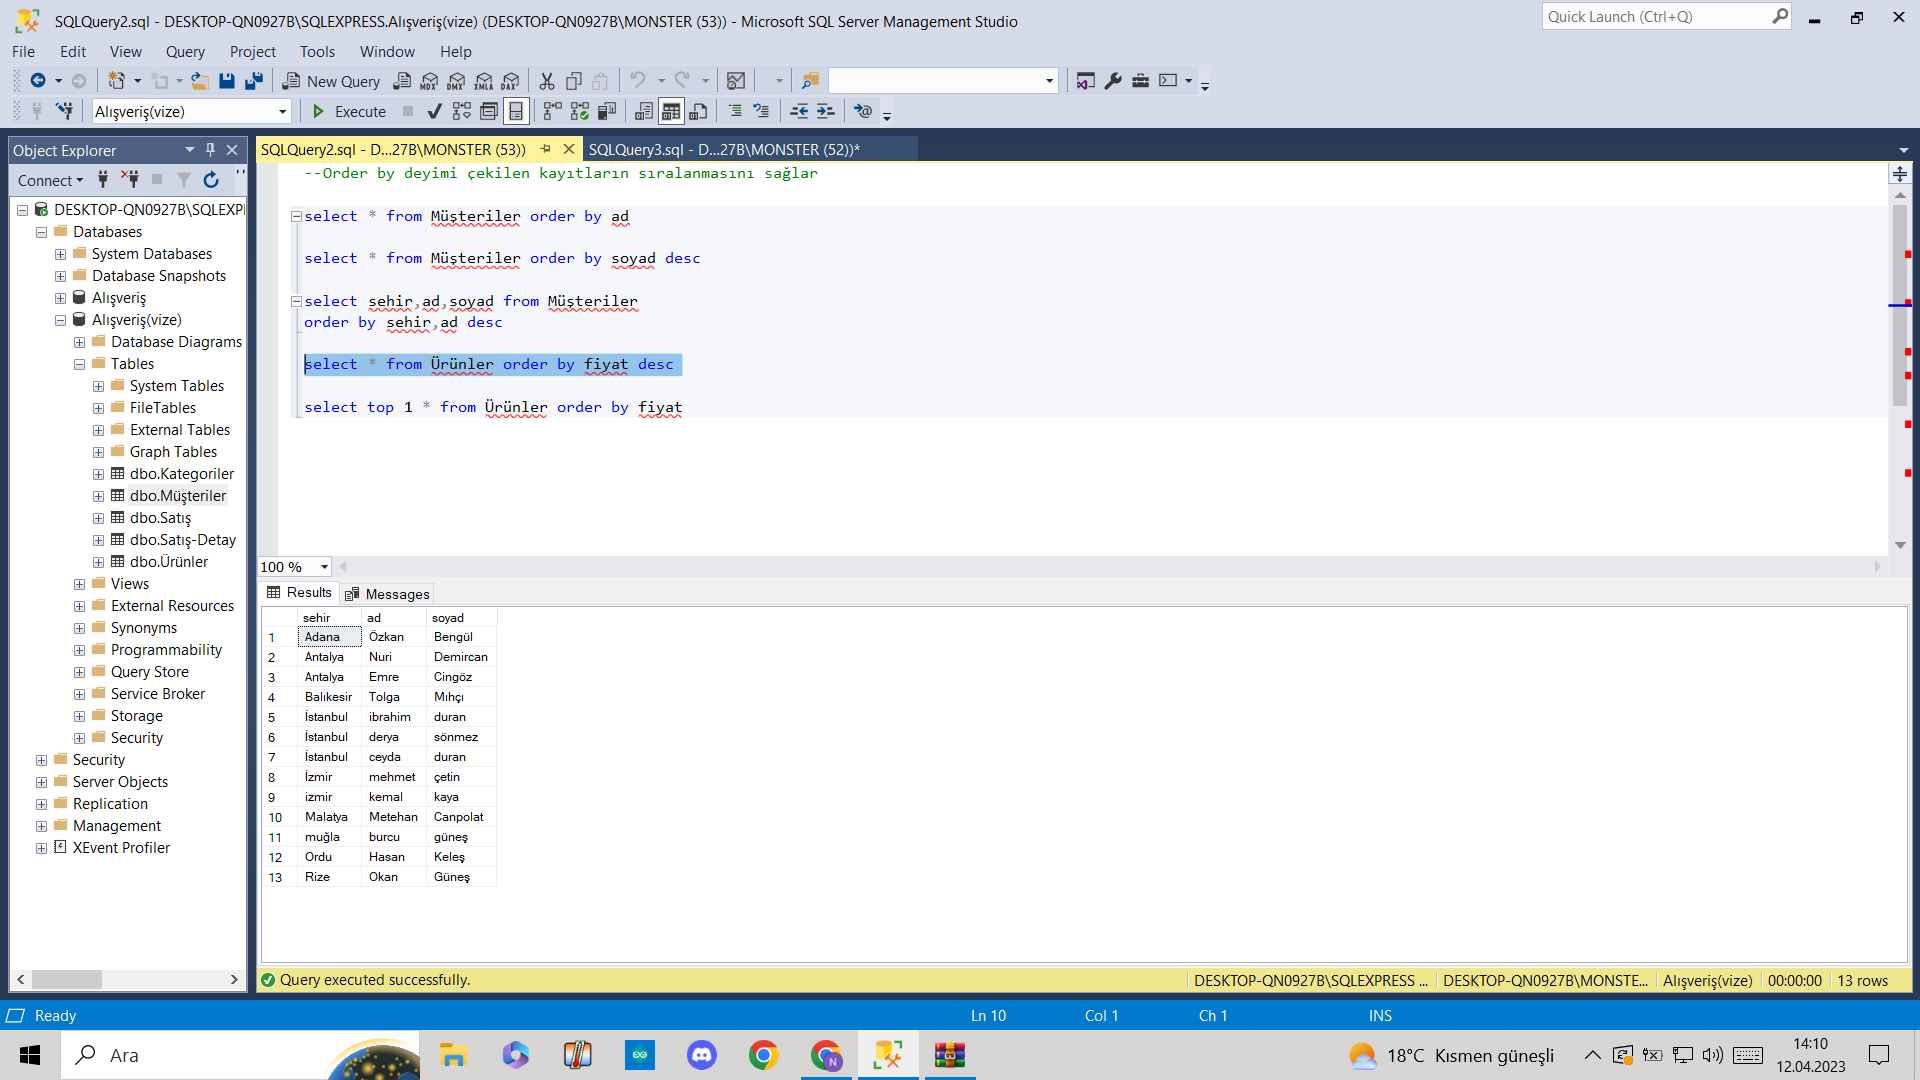 SQLQuery2.sql - DESKTOP-QN0927B\SQLEXPRESS.Alışveriş(vize) (DESKTOP-QN0927B\MONSTER (53)) - Microsoft SQL Server Management Studio
Quick Launch (Ctrl+Q)
File Edit View Query Project Tools Window Help
New Query MDX DMX XMLA DAX
Alışveriş(vize) Execute
Object Explorer
SQLQuery2.sql - D...27B\MONSTER (53)) SQLQuery3.sql - D...27B\MONSTER (52))*
Connect
DESKTOP-QN0927B\SQLEXP
Databases
System Databases
Database Snapshots
Alışveriş
Alışveriş(vize)
Database Diagrams
Tables
System Tables
FileTables
External Tables
Graph Tables
dbo.Kategoriler
dbo.Müşteriler
dbo.Satış
dbo.Satış-Detay
dbo.Ürünler
Views
External Resources
Synonyms
Programmability
Query Store
Service Broker
Storage
Security
Security
Server Objects
Replication
Management
XEvent Profiler
--Order by deyimi çekilen kayıtların sıralanmasını sağlar
select * from Müşteriler order by ad
select * from Müşteriler order by soyad desc
select sehir,ad,soyad from Müşteriler
order by sehir,ad desc
select * from Ürünler order by fiyat desc
select top 1 * from Ürünler order by fiyat
100 %
Results Messages
sehir ad soyad
1 Adana Özkan Bengül
2 Antalya Nuri Demircan
3 Antalya Emre Cingöz
4 Balıkesir Tolga Mıhçı
5 İstanbul ibrahim duran
6 İstanbul derya sönmez
7 İstanbul ceyda duran
8 İzmir mehmet çetin
9 izmir kemal kaya
10 Malatya Metehan Canpolat
11 muğla burcu güneş
12 Ordu Hasan Keleş
13 Rize Okan Güneş
Query executed successfully. DESKTOP-QN0927B\SQLEXPRESS ... DESKTOP-QN0927B\MONSTE... Alışveriş(vize) 00:00:00 13 rows
Ready Ln 10 Col 1 Ch 1 INS
Ara
N
18°C Kısmen güneşli
14:10
12.04.2023